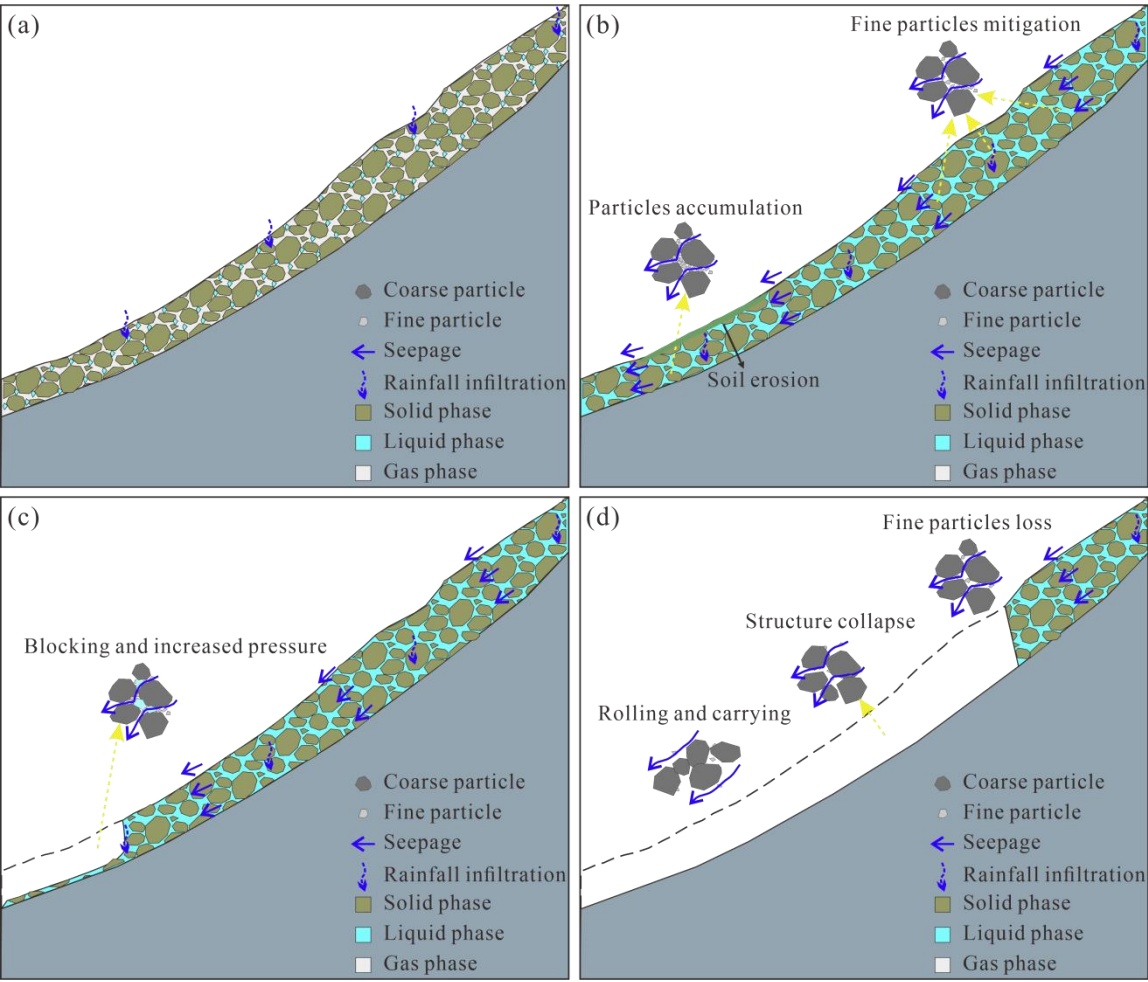 (a)
Coarse particle
Fine particle
Seepage
Rainfall infiltration
Solid phase
Liquid phase
Gas phase
(b)
Fine particles mitigation
Particles accumulation
Soil erosion
Coarse particle
Fine particle
Seepage
Rainfall infiltration
Solid phase
Liquid phase
Gas phase
(c)
Blocking and increased pressure
Coarse particle
Fine particle
Seepage
Rainfall infiltration
Solid phase
Liquid phase
Gas phase
(d)
Fine particles loss
Structure collapse
Rolling and carrying
Coarse particle
Fine particle
Seepage
Rainfall infiltration
Solid phase
Liquid phase
Gas phase